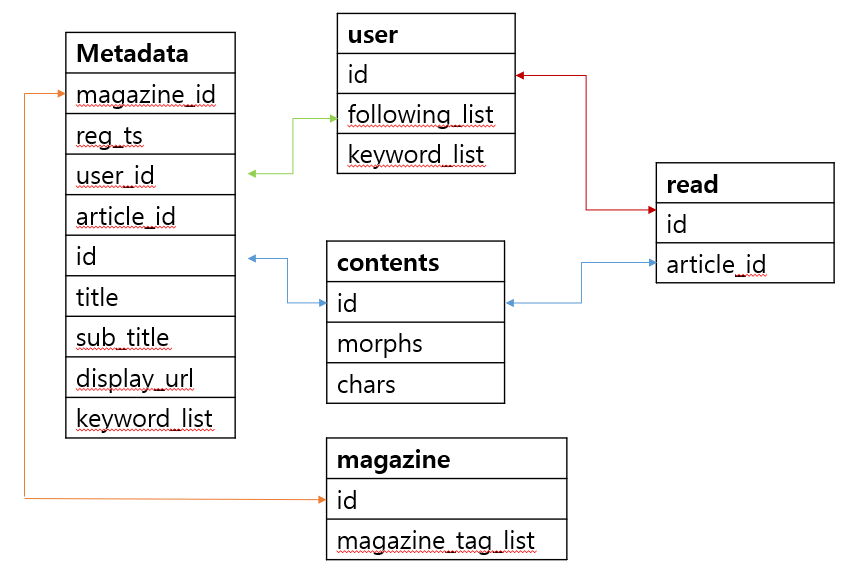 Metadata
magazine_id
reg_ts
user_id
article_id
id
title
sub_title
display_url
keyword_list
user
id
following_list
keyword_list
contents
id
morphs
chars
magazine
id
magazine_tag_list
read
id
article_id